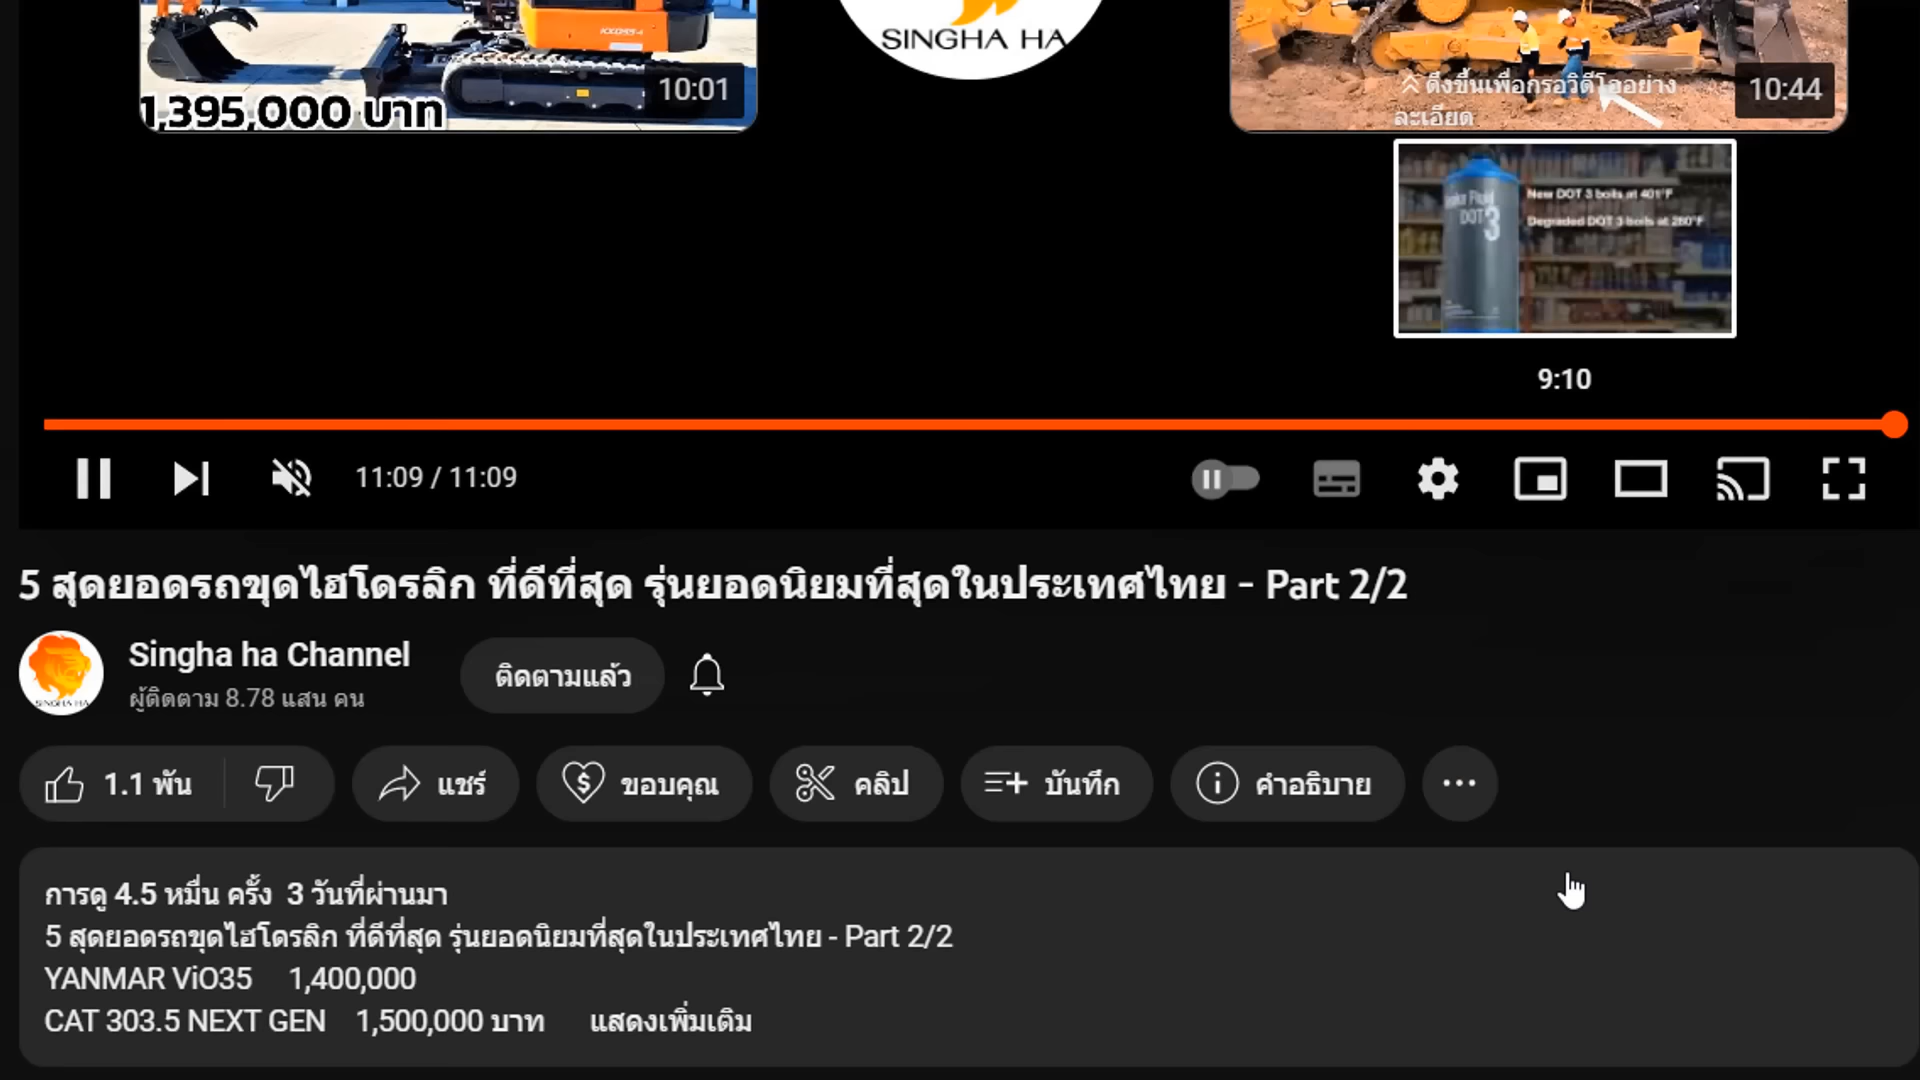 KX033-4
SINGHA HA
1,395,000 บาท
10:01
ดึงขึ้นเพื่อกรอวิดีโออย่าง
ละเอียด
10:44
Fluid
DOT
3
New DOT 3 boils at 401°F
Degraded DOT 3 boils at 260°F
9:10
11:09 / 11:09
5 สุดยอดรถขุดไฮโดรลิก ที่ดีที่สุด รุ่นยอดนิยมที่สุดในประเทศไทย - Part 2/2
Singha ha Channel
ผู้ติดตาม 8.78 แสน คน
ติดตามแล้ว
SINGHA HA
1.1 พัน
แชร์
ขอบคุณ
คลิป
บันทึก
คำอธิบาย
การดู 4.5 หมื่น ครั้ง 3 วันที่ผ่านมา
5 สุดยอดรถขุดไฮโดรลิก ที่ดีที่สุด รุ่นยอดนิยมที่สุดในประเทศไทย - Part 2/2
YANMAR ViO35 1,400,000
CAT 303.5 NEXT GEN 1,500,000 บาท แสดงเพิ่มเติม